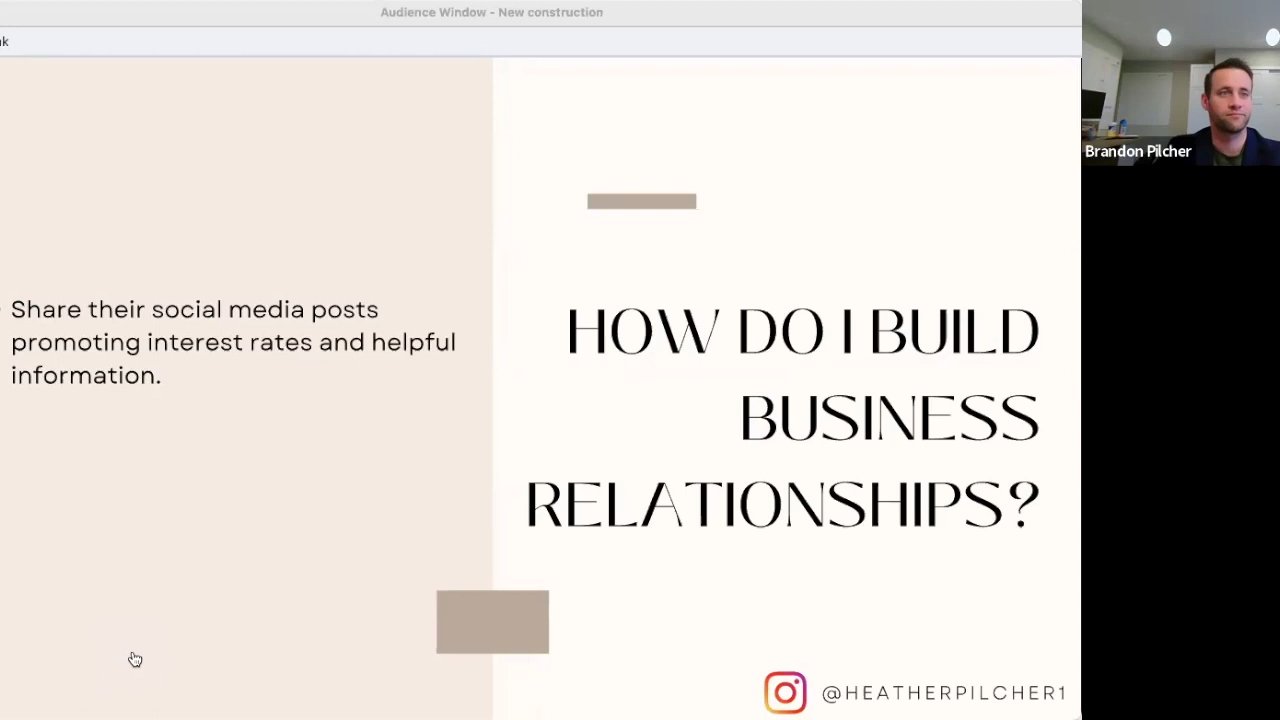 Audience Window - New construction
Share their social media posts
promoting interest rates and helpful
information.
HOW DO I BUILD
BUSINESS
RELATIONSHIPS?
@HEATHERPILCHER1
Brandon Pilcher